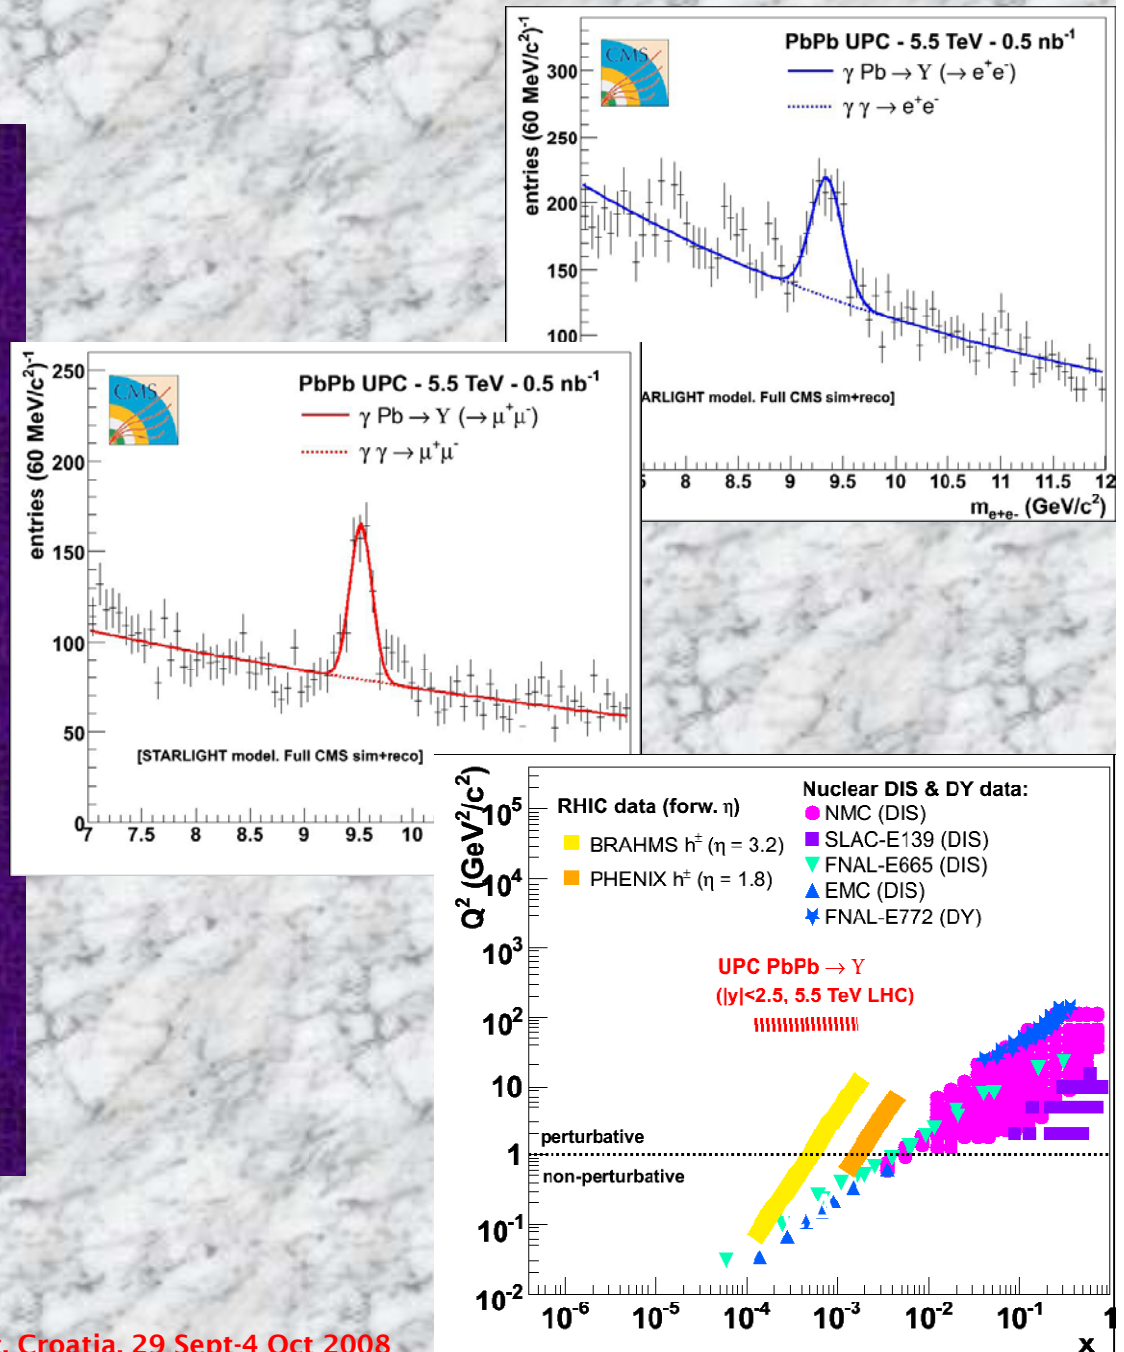 PbPb UPC - 5.5 TeV - 0.5 nb⁻¹
γ Pb → Υ (→ e⁺e⁻)
γ γ → e⁺e⁻
CMS
entries (60 MeV/c²)⁻¹
300
250
200
150
100
ARLIGHT model. Full CMS sim+reco]
8 8.5 9 9.5 10 10.5 11 11.5 12
m e+e- (GeV/c²)
PbPb UPC - 5.5 TeV - 0.5 nb⁻¹
γ Pb → Υ (→ μ⁺μ⁻)
γ γ → μ⁺μ⁻
CMS
entries (60 MeV/c²)⁻¹
250
200
150
100
50
0
[STARLIGHT model. Full CMS sim+reco]
7 7.5 8 8.5 9 9.5 10
Q² (GeV²/c²)
RHIC data (forw. η)
BRAHMS h± (η = 3.2)
PHENIX h± (η = 1.8)
Nuclear DIS & DY data:
NMC (DIS)
SLAC-E139 (DIS)
FNAL-E665 (DIS)
EMC (DIS)
FNAL-E772 (DY)
UPC PbPb → Υ
(|y|<2.5, 5.5 TeV LHC)
perturbative
non-perturbative
10⁵
10⁴
10³
10²
10
1
10⁻¹
10⁻²
10⁻⁶ 10⁻⁵ 10⁻⁴ 10⁻³ 10⁻² 10⁻¹ 1
x
, Croatia, 29 Sept-4 Oct 2008